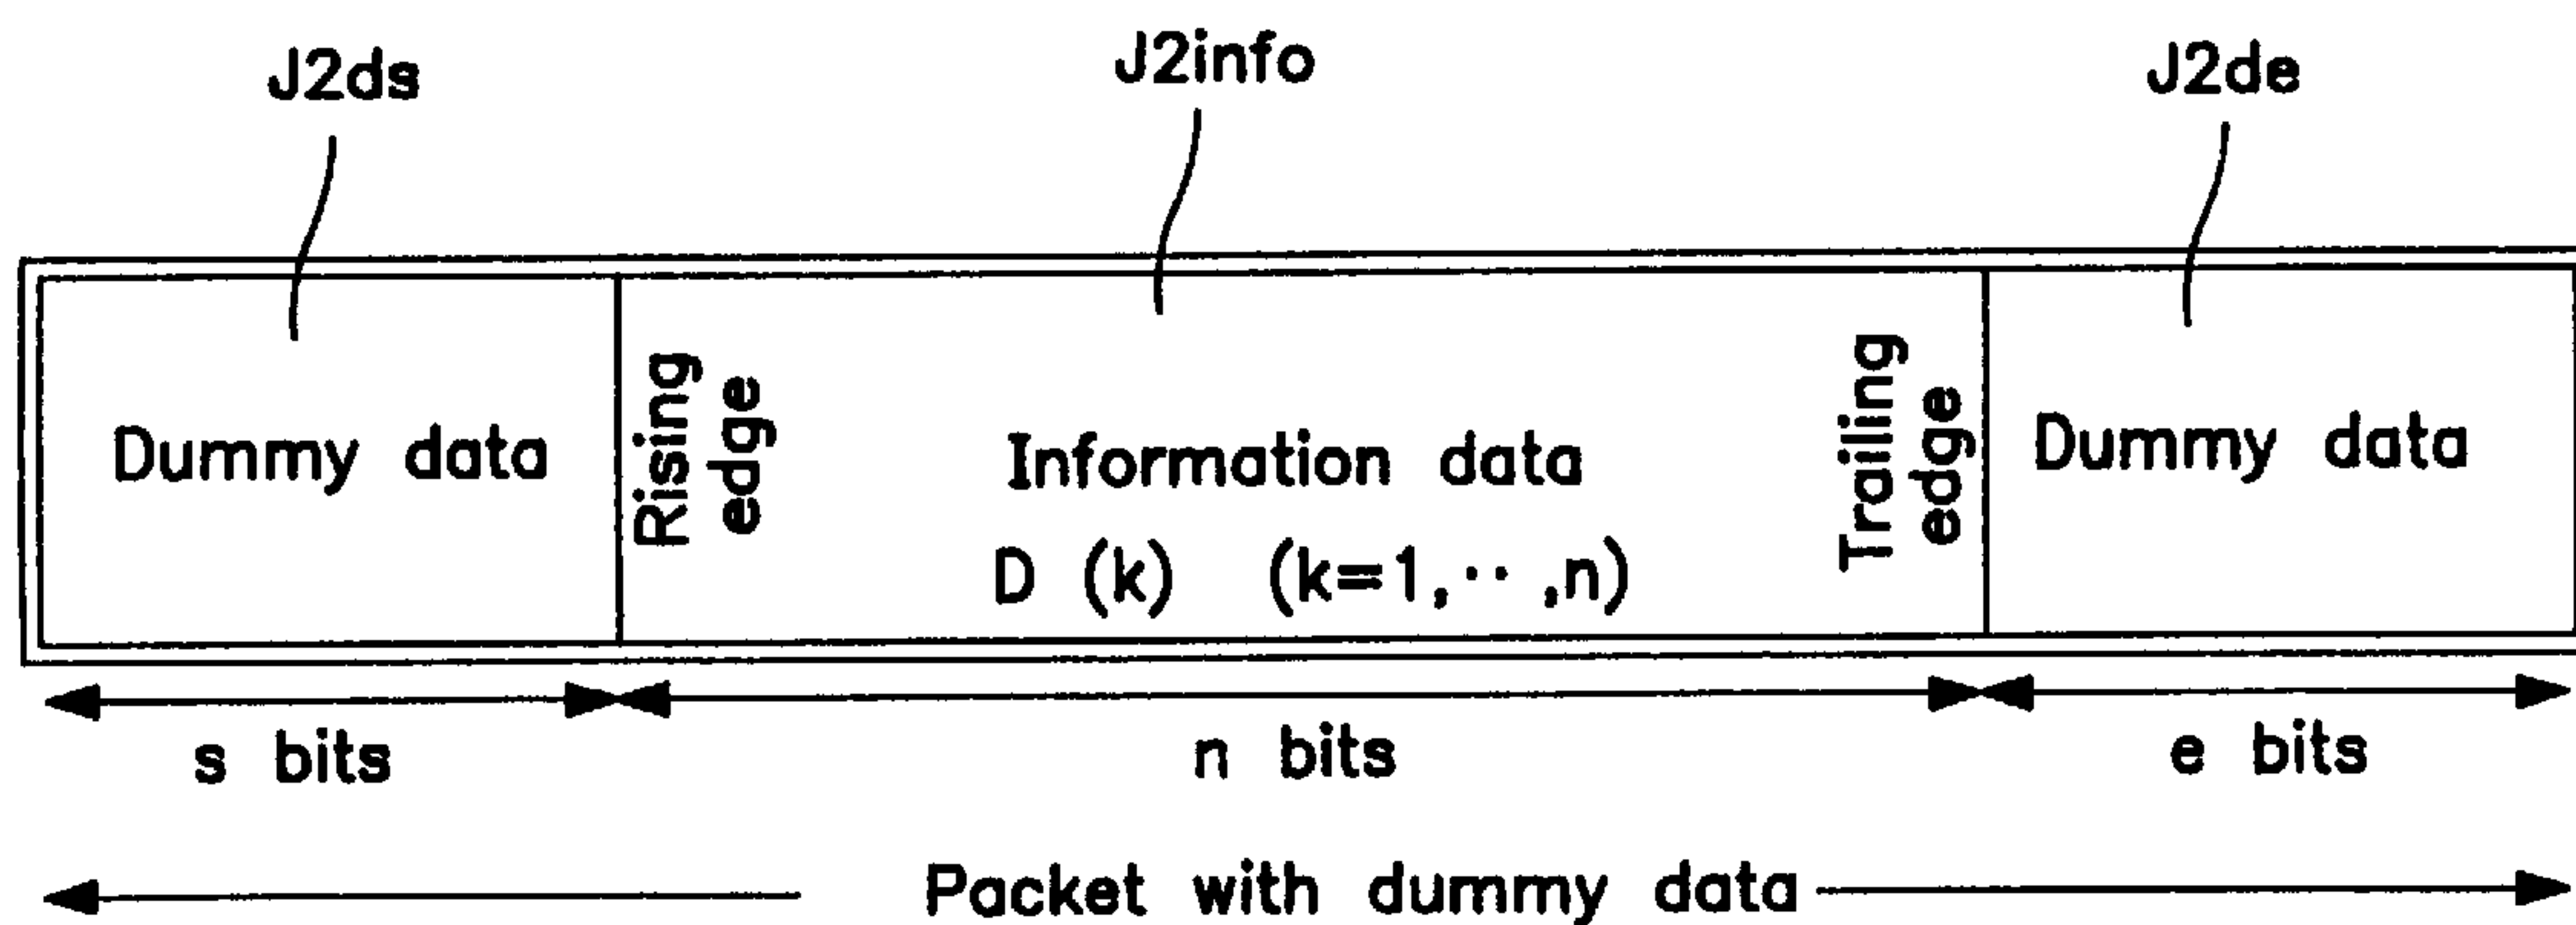 J2ds
J2info
J2de
Dummy data
Rising
edge
Information data
D (k) (k=1,·· ,n)
Trailing
edge
Dummy data
s bits
n bits
e bits
Packet with dummy data